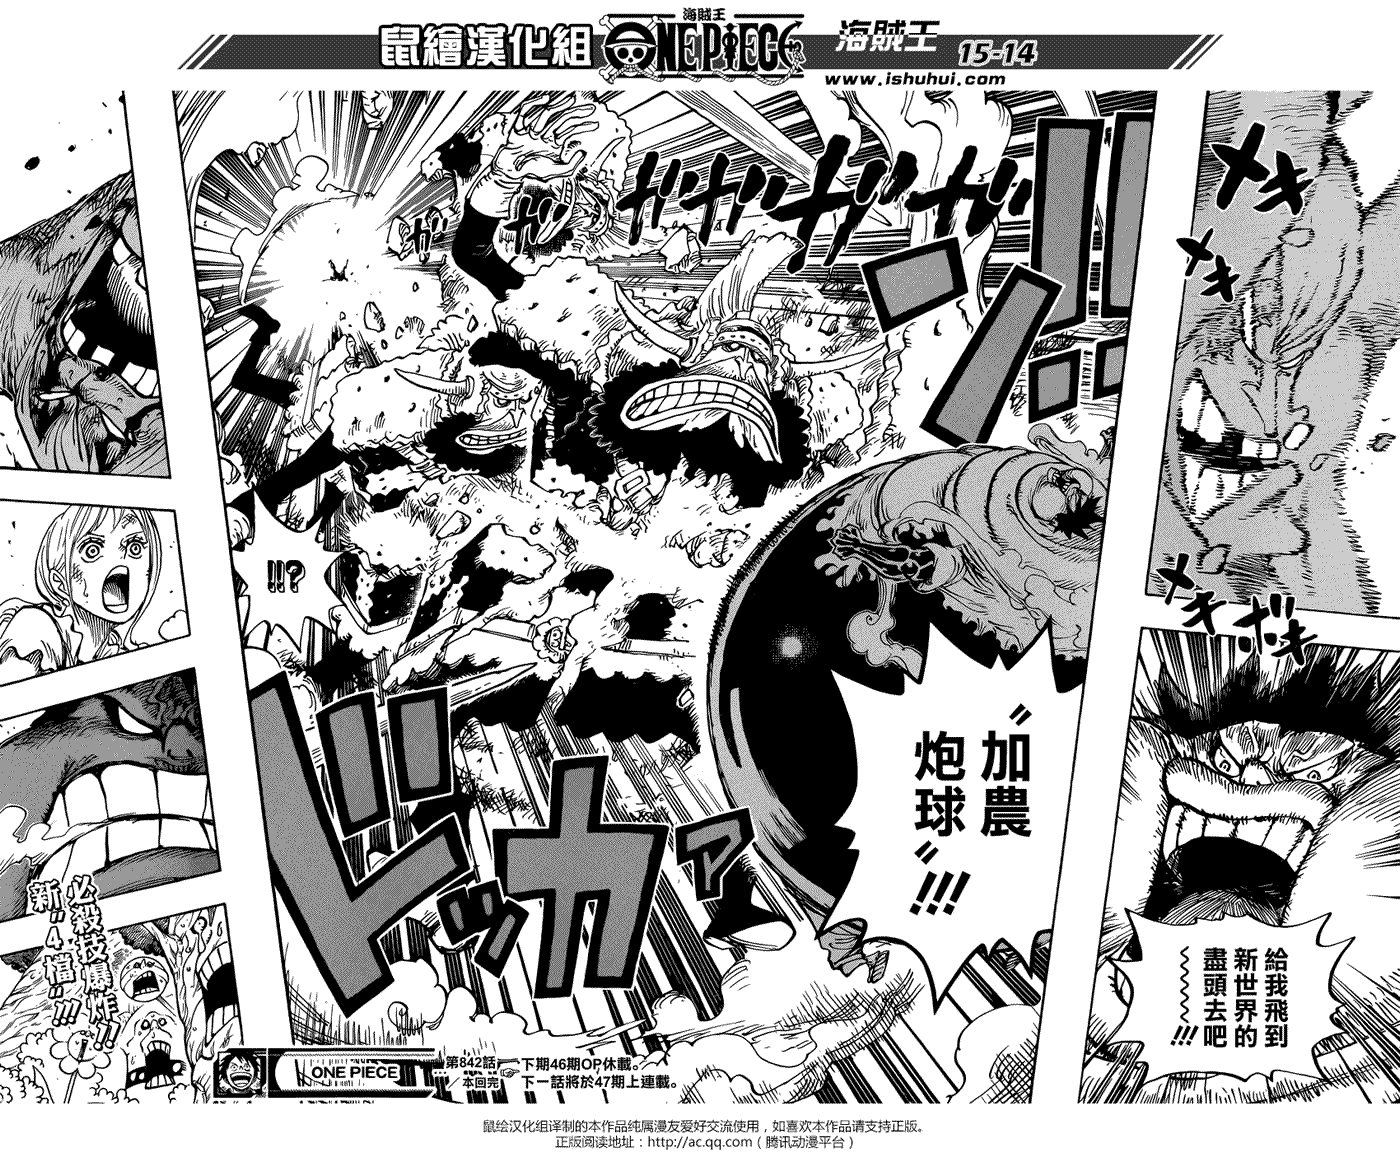 鼠繪漢化組
海賊王
ONE PIECE
海賊王
15-14
www.ishuhui.com
メキ
メキ
メキ
ボキ
給我飛到
新世界的
盡頭去吧
~~~!!!
〝加農
炮球〟!!!
ガガガガガガ
ガガ
ドッカァ
ン!!
!!?
必殺技爆炸!!
新〝4檔〟!!!
ONE PIECE
第842話
/本回完
☞下期46期OP休載。
下一話將於47期上連載。
鼠绘汉化组译制的本作品纯属漫友爱好交流使用，如喜欢本作品请支持正版。
正版阅读地址：http://ac.qq.com（腾讯动漫平台）